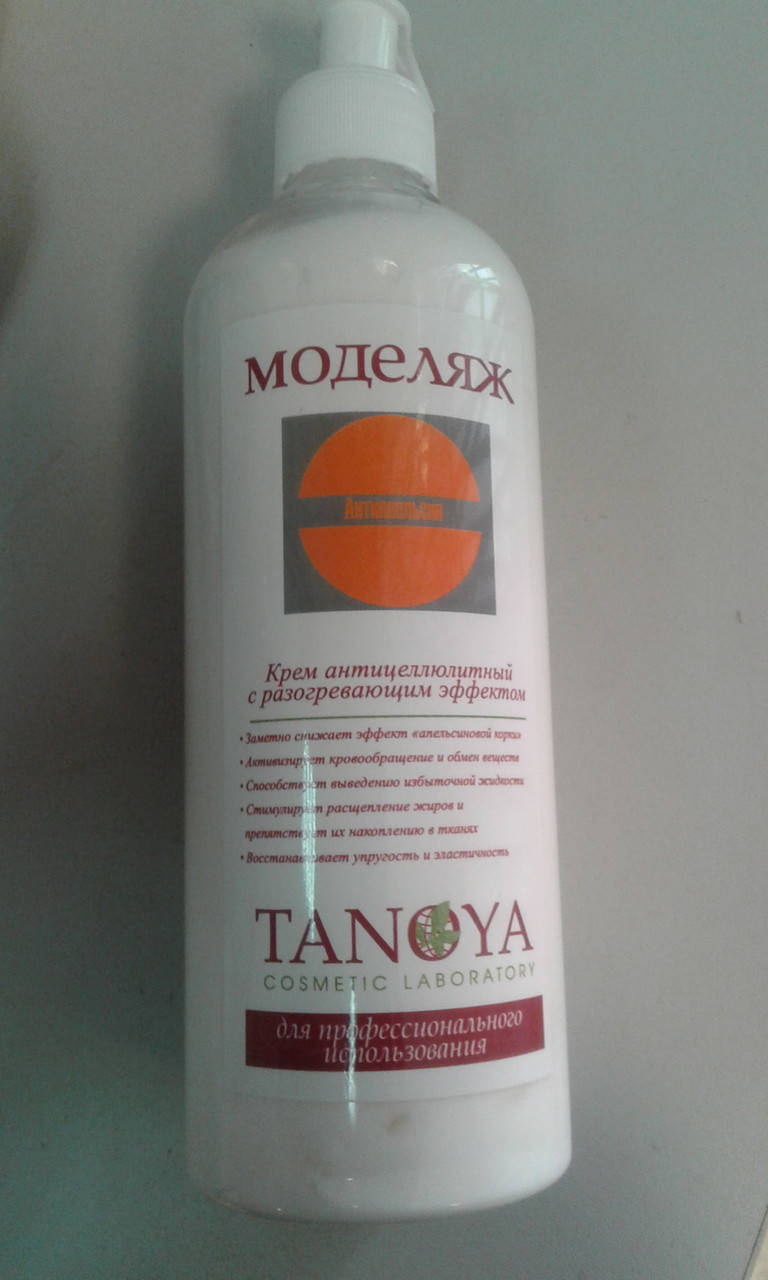 моделяж
Крем антицеллюлитный
с разогревающим эффектом
• Заметно снижает эффект «апельсиновой корки»
• Активизирует кровообращение и обмен веществ
• Способствует выведению избыточной жидкости
• Стимулирует расщепление жиров и
препятствует их накоплению в тканях
• Восстанавливает упругость и эластичность
TANOYA
COSMETIC LABORATORY
для профессионального
использования